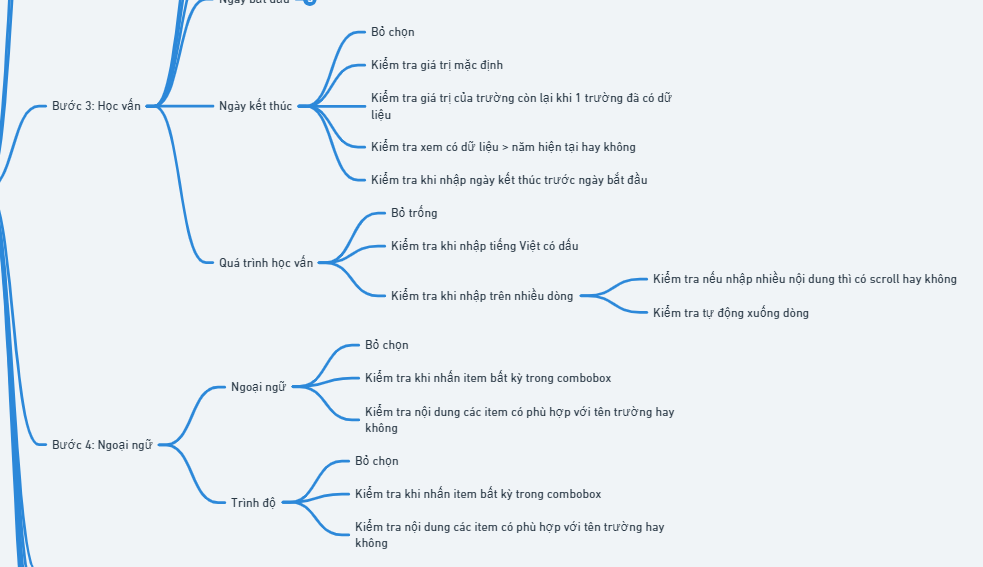 Ngày bắt đầu
Bỏ chọn
Kiểm tra giá trị mặc định
Kiểm tra giá trị của trường còn lại khi 1 trường đã có dữ
liệu
Bước 3: Học vấn
Ngày kết thúc
Kiểm tra xem có dữ liệu > năm hiện tại hay không
Kiểm tra khi nhập ngày kết thúc trước ngày bắt đầu
Bỏ trống
Kiểm tra khi nhập tiếng Việt có dấu
Quá trình học vấn
Kiểm tra khi nhập trên nhiều dòng
Kiểm tra nếu nhập nhiều nội dung thì có scroll hay không
Kiểm tra tự động xuống dòng
Bỏ chọn
Kiểm tra khi nhấn item bất kỳ trong combobox
Ngoại ngữ
Kiểm tra nội dung các item có phù hợp với tên trường hay
không
Bước 4: Ngoại ngữ
Bỏ chọn
Kiểm tra khi nhấn item bất kỳ trong combobox
Trình độ
Kiểm tra nội dung các item có phù hợp với tên trường hay
không